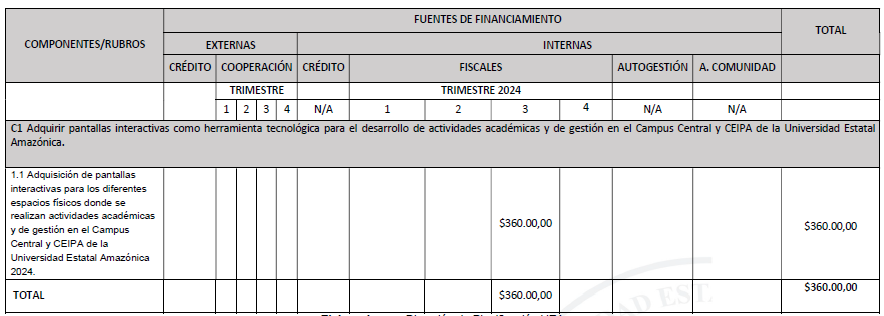 FUENTES DE FINANCIAMIENTO
COMPONENTES/RUBROS
TOTAL
EXTERNAS INTERNAS
CRÉDITO COOPERACIÓN CRÉDITO FISCALES AUTOGESTIÓN A. COMUNIDAD
TRIMESTRE TRIMESTRE 2024
1 2 3 4 N/A 1 2 3 4 N/A N/A
C1 Adquirir pantallas interactivas como herramienta tecnológica para el desarrollo de actividades académicas y de gestión en el Campus Central y CEIPA de la Universidad Estatal
Amazónica.
1.1 Adquisición de pantallas
interactivas para los diferentes
espacios físicos donde se
realizan actividades académicas
y de gestión en el Campus
Central y CEIPA de la
Universidad Estatal Amazónica
2024.
$360.00,00 $360.00,00
TOTAL $360.00,00 $360.00,00